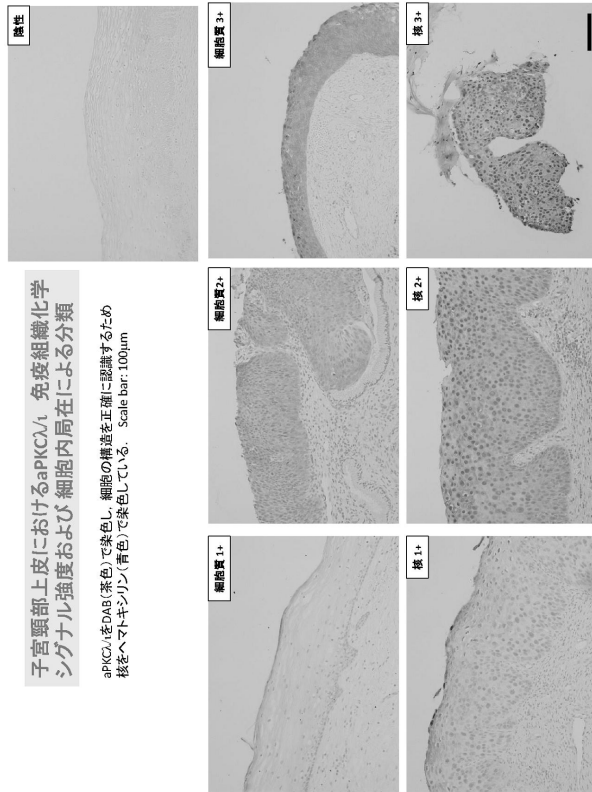 子宮頸部上皮におけるaPKCλ/ι 免疫組織化学
シグナル強度および 細胞内局在による分類
aPKCλ/ιをDAB(茶色)で染色し、細胞の構造を正確に認識するため
核をヘマトキシリン(青色)で染色している. Scale bar: 100μm
陰性
細胞質 1+
細胞質2+
細胞質 3+
核 1+
核 2+
核 3+